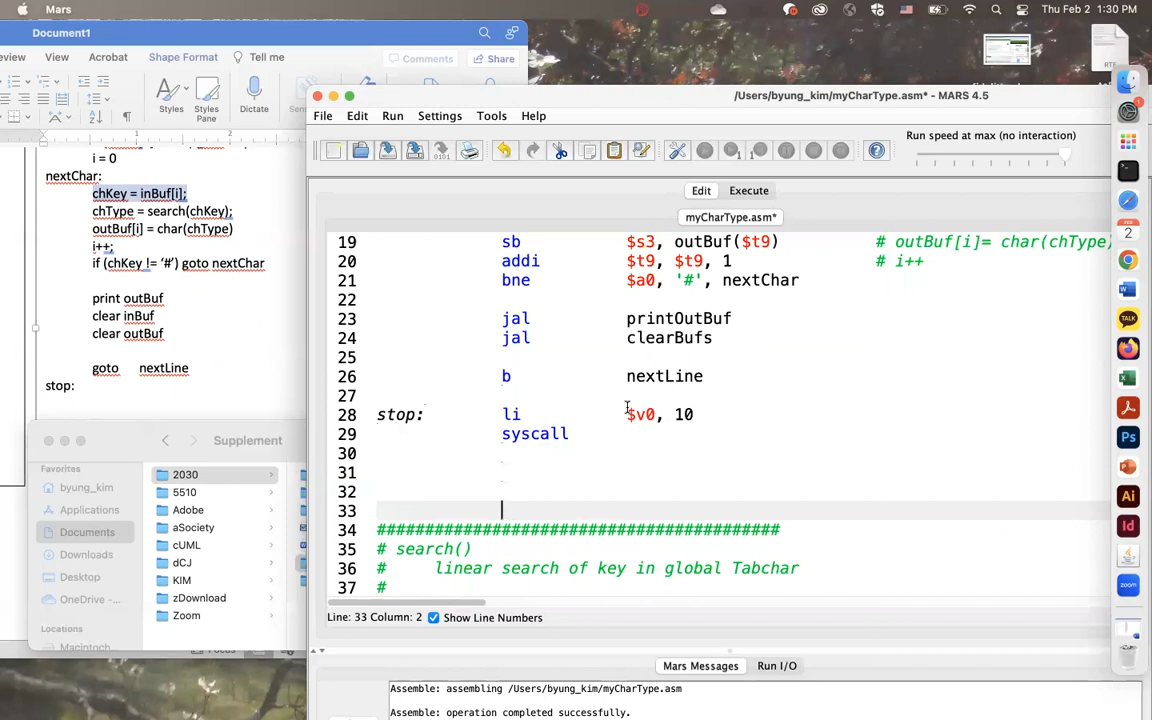 Mars
Thu Feb 2 1:30 PM
Document1
View Acrobat Shape Format Tell me
Comments Share
Styles
Styles Pane
Dictate
RTF
i = 0
nextChar:
chKey = inBuf[i];
chType = search(chKey);
outBuf[i] = char(chType)
i++;
if (chKey != ‘#’) goto nextChar
print outBuf
clear inBuf
clear outBuf
goto nextLine
stop:
Supplement
Favorites
byung_kim
Applications
Documents
Downloads
Desktop
OneDrive -...
Locations
2030
5510
Adobe
aSociety
cUML
dCJ
KIM
zDownload
Zoom
/Users/byung_kim/myCharType.asm* - MARS 4.5
File Edit Run Settings Tools Help
Run speed at max (no interaction)
Edit Execute
myCharType.asm*
19 sb $s3, outBuf($t9) # outBuf[i]= char(chType)
20 addi $t9, $t9, 1 # i++
21 bne $a0, '#', nextChar
22
23 jal printOutBuf
24 jal clearBufs
25
26 b nextLine
27
28 stop: li $v0, 10
29 syscall
30
31
32
33
34 ##########################################
35 # search()
36 # linear search of key in global Tabchar
37 #
Line: 33 Column: 2 Show Line Numbers
Mars Messages Run I/O
Assemble: assembling /Users/byung_kim/myCharType.asm
Assemble: operation completed successfully.